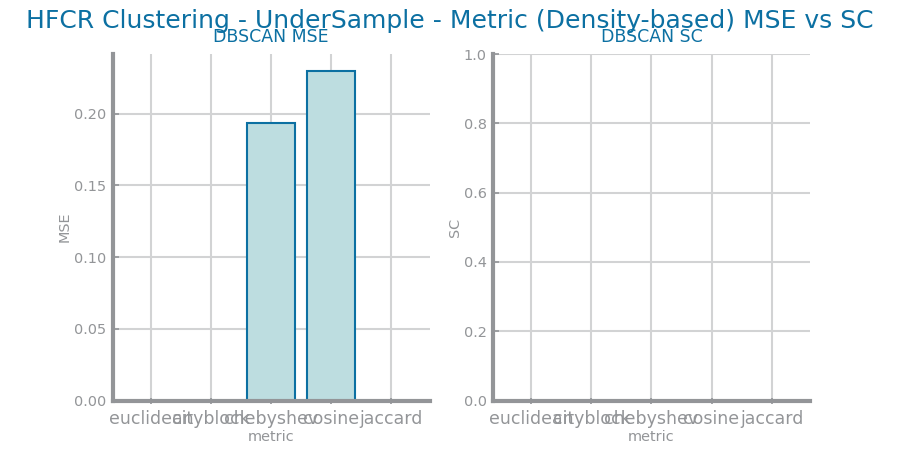 HFCR Clustering - UnderSample - Metric (Density-based) MSE vs SC
DBSCAN MSE
MSE
0.20
0.15
0.10
0.05
0.00
euclidean cityblock chebyshev cosine jaccard
metric
DBSCAN SC
SC
1.0
0.8
0.6
0.4
0.2
0.0
euclidean cityblock chebyshev cosine jaccard
metric